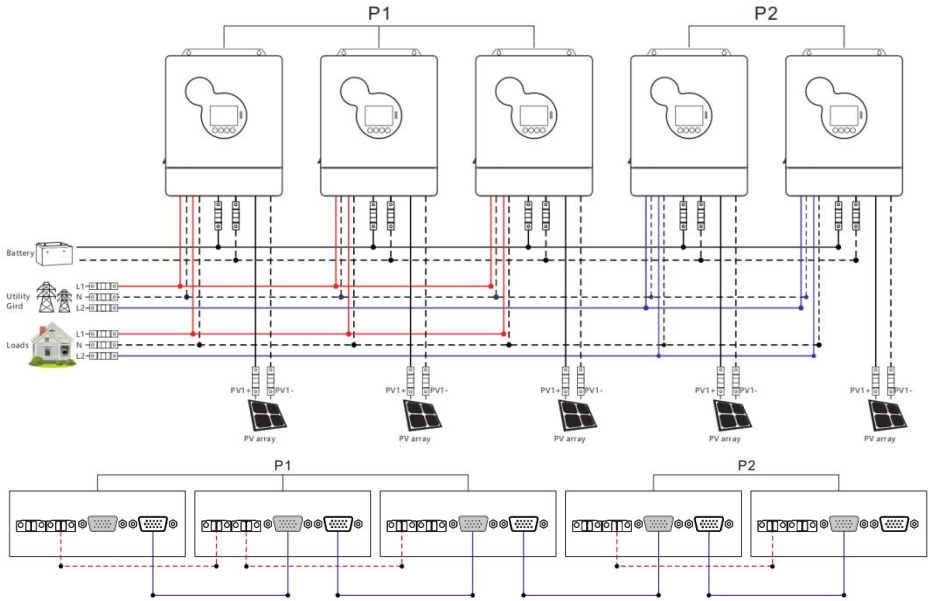 P1
P2
Battery
Utility
Gird
L1
N
L2
Loads
L1
N
L2
PV1+
PV1-
PV1+
PV1-
PV1+
PV1-
PV1+
PV1-
PV1+
PV1-
PV array
PV array
PV array
PV array
PV array
P1
P2